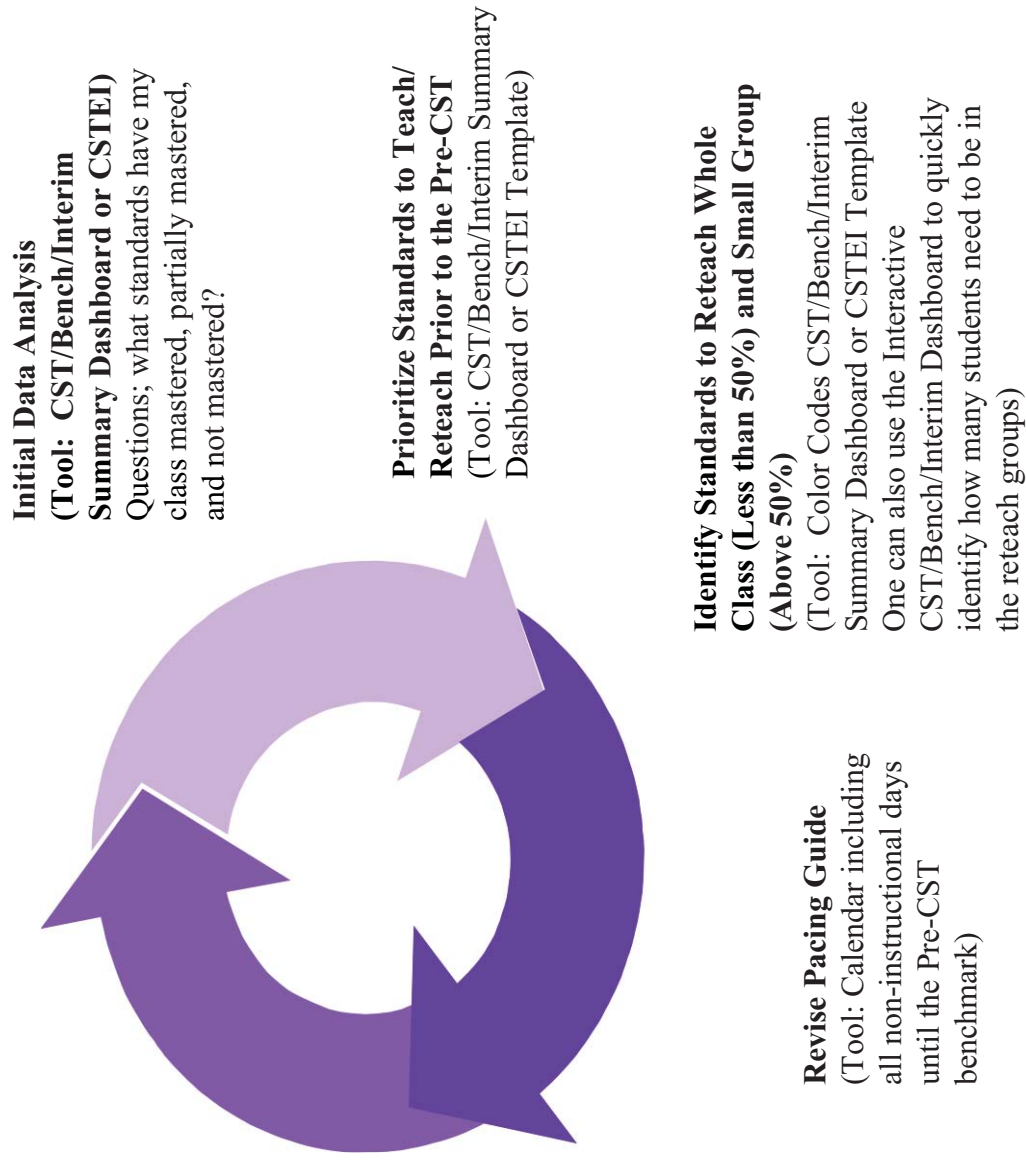 Initial Data Analysis
(Tool:  CST/Bench/Interim
Summary Dashboard or CSTEI)
Questions; what standards have my
class mastered, partially mastered,
and not mastered?
Prioritize Standards to Teach/
Reteach Prior to the Pre-CST
(Tool: CST/Bench/Interim Summary
Dashboard or CSTEI Template)
Identify Standards to Reteach Whole
Class (Less than 50%) and Small Group
(Above 50%)
(Tool:  Color Codes CST/Bench/Interim
Summary Dashboard or CSTEI Template
One can also use the Interactive
CST/Bench/Interim Dashboard to quickly
identify how many students need to be in
the reteach groups)
Revise Pacing Guide
(Tool: Calendar including
all non-instructional days
until the Pre-CST
benchmark)